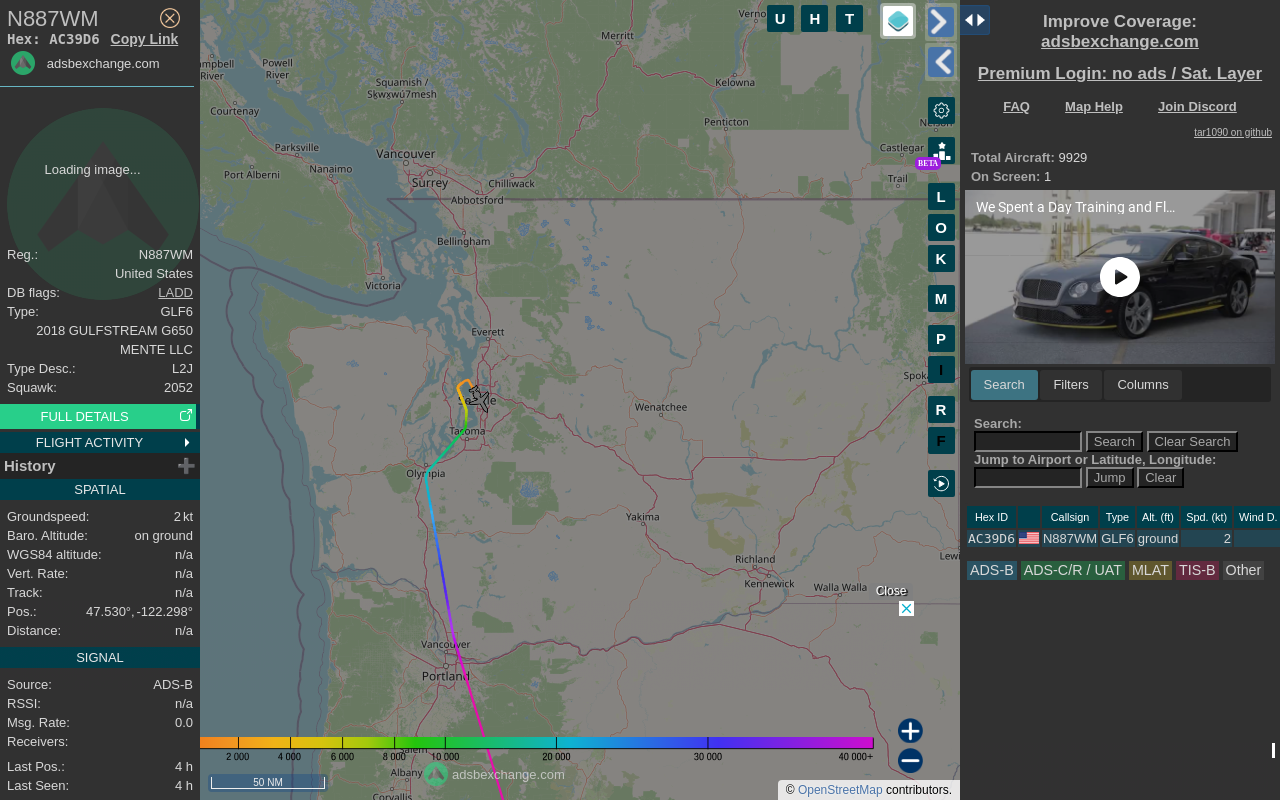 N887WM
Hex: AC39D6 Copy Link
adsbexchange.com
Loading image...
Reg.: N887WM
United States
DB flags: LADD
Type: GLF6
2018 GULFSTREAM G650
MENTE LLC
Type Desc.: L2J
Squawk: 2052
FULL DETAILS
FLIGHT ACTIVITY
History
SPATIAL
Groundspeed: 2 kt
Baro. Altitude: on ground
WGS84 altitude: n/a
Vert. Rate: n/a
Track: n/a
Pos.: 47.530°, -122.298°
Distance: n/a
SIGNAL
Source: ADS-B
RSSI: n/a
Msg. Rate: 0.0
Receivers:
Last Pos.: 4 h
Last Seen: 4 h
U H T
Merritt
Campbell
River
Powell
River
Squamish /
Sḵwx̱wú7mesh
Kelowna
Courtenay
Penticton
Parksville
Vancouver
Castlegar
Nanaimo
Port Alberni
Surrey
Chilliwack
Trail
Abbotsford
BETA
L
O
K
M
P
I
R
F
Bellingham
Victoria
Everett
Seattle
Wenatchee
Tacoma
Olympia
Yakima
Richland
Kennewick
Walla Walla
Close
Vancouver
Portland
Salem
Albany
Corvallis
2 000 4 000 6 000 8 000 10 000 20 000 30 000 40 000+
adsbexchange.com
50 NM
© OpenStreetMap contributors.
Improve Coverage:
adsbexchange.com
Premium Login: no ads / Sat. Layer
FAQ Map Help Join Discord
tar1090 on github
Total Aircraft: 9929
On Screen: 1
We Spent a Day Training and Fl...
Search Filters Columns
Search:
Search Clear Search
Jump to Airport or Latitude, Longitude:
Jump Clear
Hex ID Callsign Type Alt. (ft) Spd. (kt) Wind D.
AC39D6 N887WM GLF6 ground 2
ADS-B ADS-C/R / UAT MLAT TIS-B Other